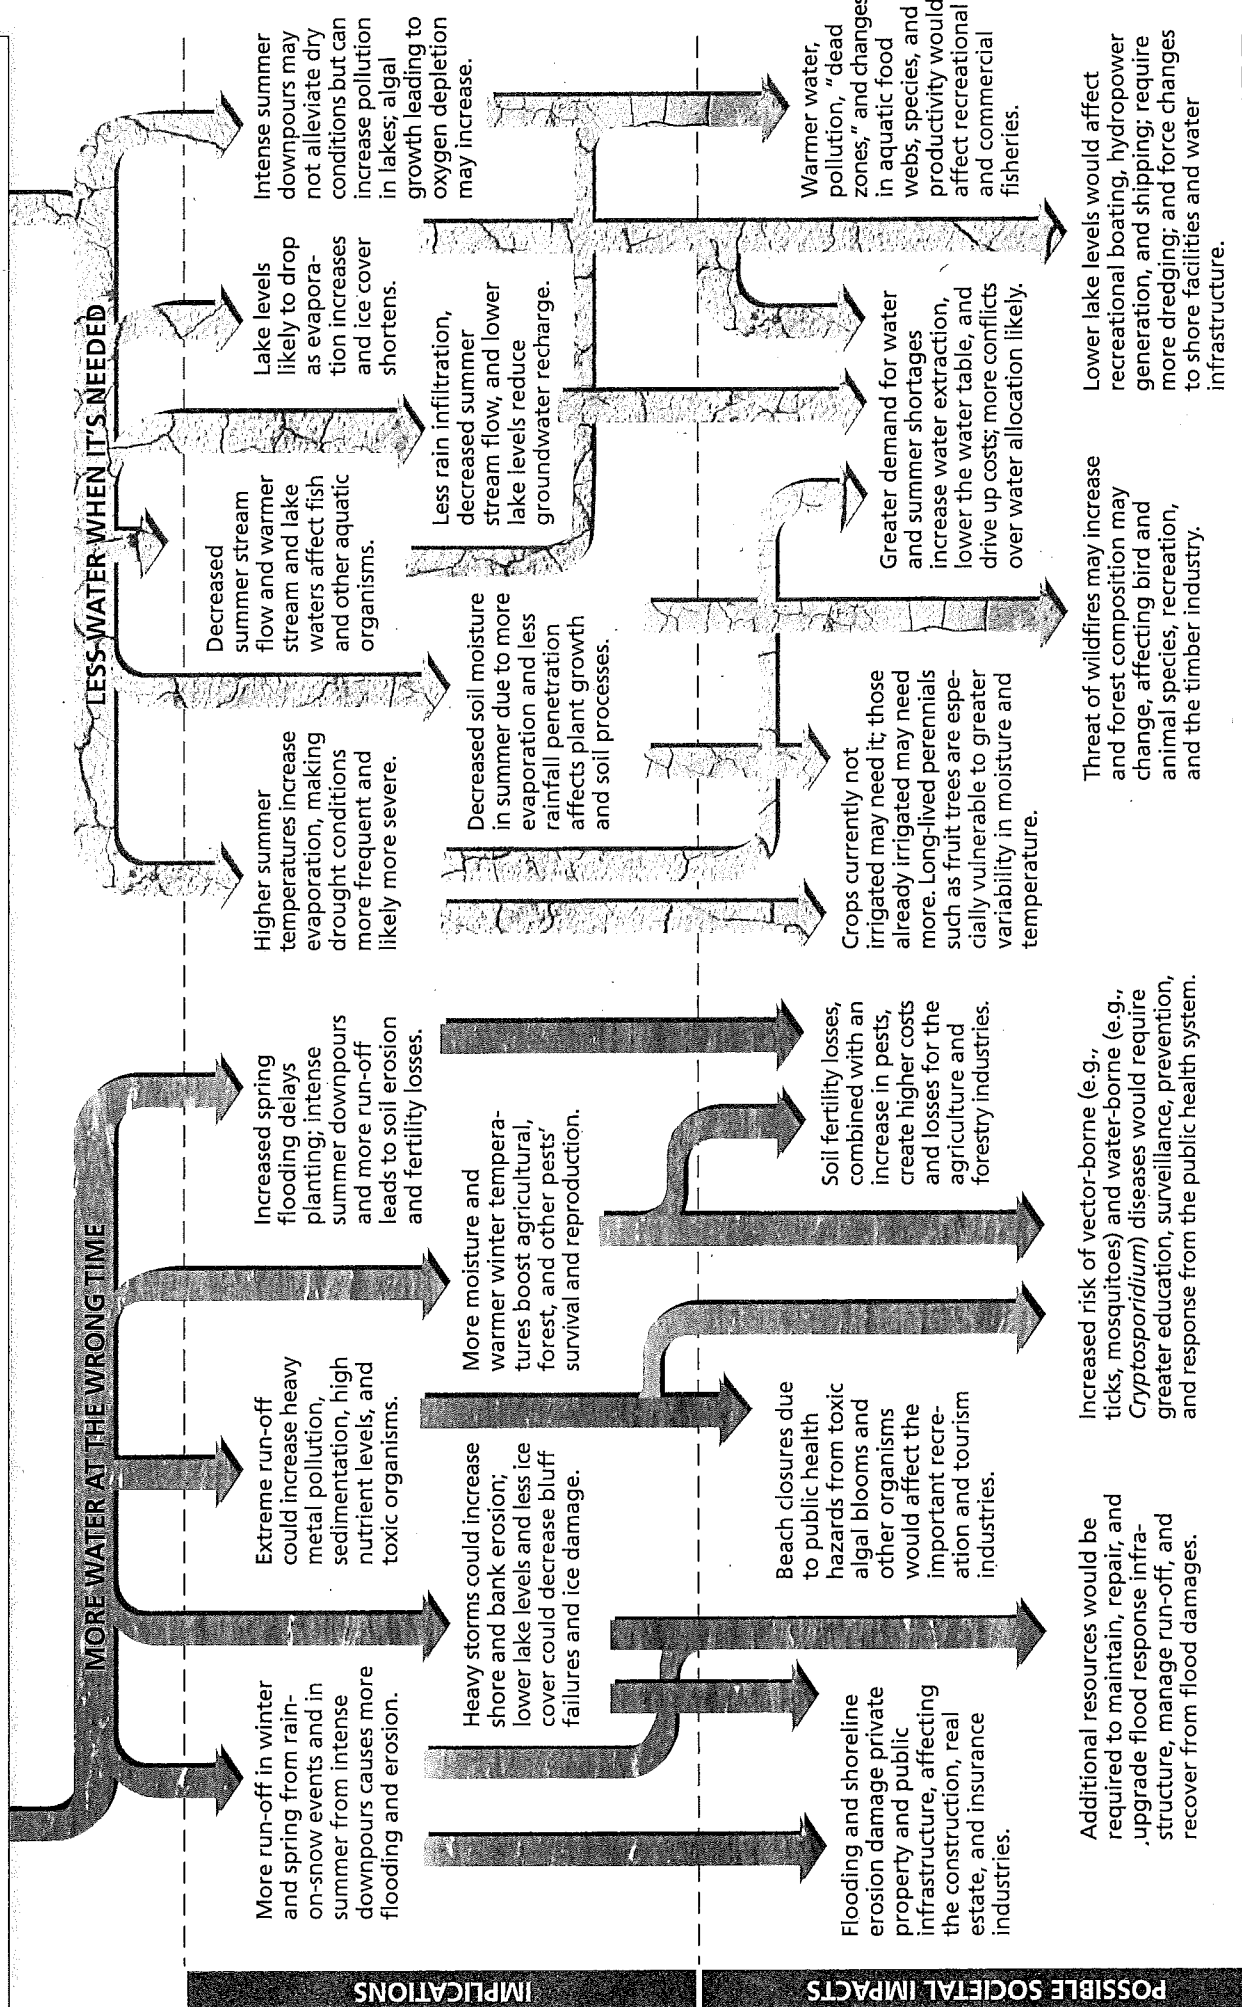 MORE WATER AT THE WRONG TIME
LESS WATER WHEN IT'S NEEDED
IMPLICATIONS
More run-off in winter
and spring from rain-
on-snow events and in
summer from intense
downpours causes more
flooding and erosion.
Heavy storms could increase
shore and bank erosion;
lower lake levels and less ice
cover could decrease bluff
failures and ice damage.
Extreme run-off
could increase heavy
metal pollution,
sedimentation, high
nutrient levels, and
toxic organisms.
More moisture and
warmer winter tempera-
tures boost agricultural,
forest, and other pests'
survival and reproduction.
Increased spring
flooding delays
planting; intense
summer downpours
and more run-off
leads to soil erosion
and fertility losses.
Higher summer
temperatures increase
evaporation, making
drought conditions
more frequent and
likely more severe.
Decreased soil moisture
in summer due to more
evaporation and less
rainfall penetration
affects plant growth
and soil processes.
Decreased
summer stream
flow and warmer
stream and lake
waters affect fish
and other aquatic
organisms.
Less rain infiltration,
decreased summer
stream flow, and lower
lake levels reduce
groundwater recharge.
Lake levels
likely to drop
as evapora-
tion increases
and ice cover
shortens.
Intense summer
downpours may
not alleviate dry
conditions but can
increase pollution
in lakes; algal
growth leading to
oxygen depletion
may increase.
POSSIBLE SOCIETAL IMPACTS
Flooding and shoreline
erosion damage private
property and public
infrastructure, affecting
the construction, real
estate, and insurance
industries.
Additional resources would be
required to maintain, repair, and
upgrade flood response infra-
structure, manage run-off, and
recover from flood damages.
Beach closures due
to public health
hazards from toxic
algal blooms and
other organisms
would affect the
important recre-
ation and tourism
industries.
Increased risk of vector-borne (e.g.,
ticks, mosquitoes) and water-borne (e.g.,
Cryptosporidium) diseases would require
greater education, surveillance, prevention,
and response from the public health system.
Soil fertility losses,
combined with an
increase in pests,
create higher costs
and losses for the
agriculture and
forestry industries.
Crops currently not
irrigated may need it; those
already irrigated may need
more. Long-lived perennials
such as fruit trees are espe-
cially vulnerable to greater
variability in moisture and
temperature.
Threat of wildfires may increase
and forest composition may
change, affecting bird and
animal species, recreation,
and the timber industry.
Greater demand for water
and summer shortages
increase water extraction,
lower the water table, and
drive up costs; more conflicts
over water allocation likely.
Lower lake levels would affect
recreational boating, hydropower
generation, and shipping; require
more dredging; and force changes
to shore facilities and water
infrastructure.
Warmer water,
pollution, "dead
zones," and changes
in aquatic food
webs, species, and
productivity would
affect recreational
and commercial
fisheries.